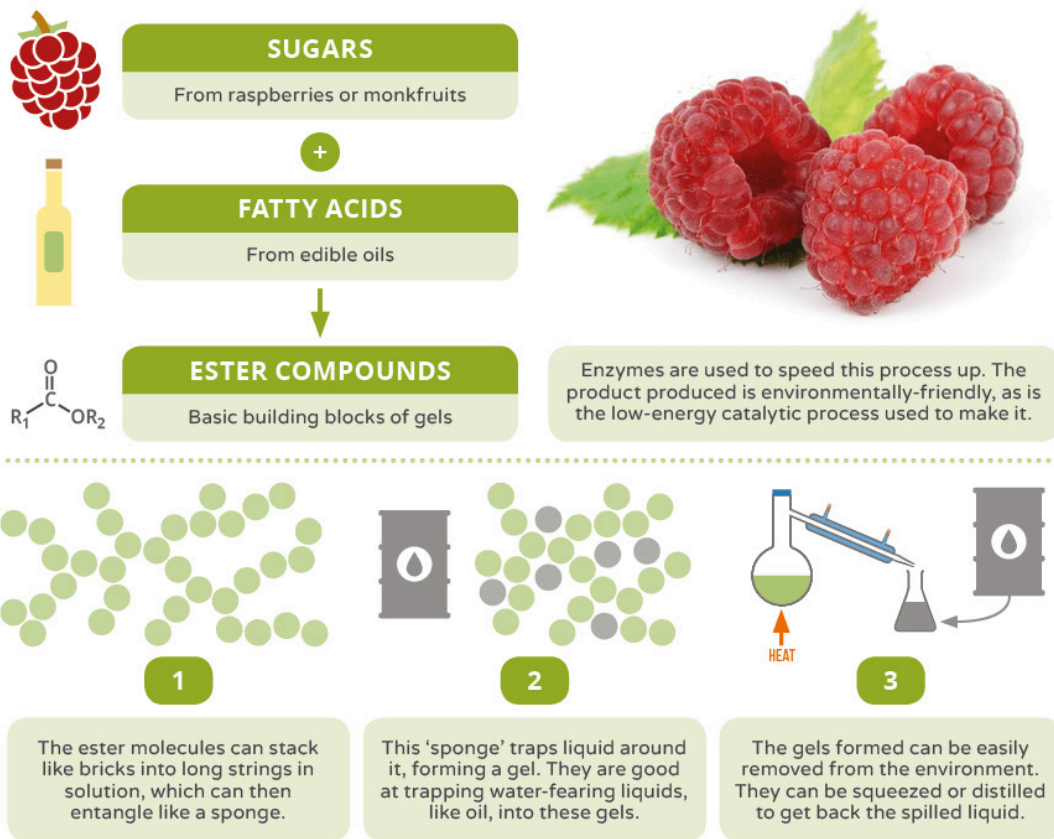 SUGARS
From raspberries or monkfruits
+
FATTY ACIDS
From edible oils
O
C
R1
OR2
ESTER COMPOUNDS
Basic building blocks of gels
Enzymes are used to speed this process up. The
product produced is environmentally-friendly, as is
the low-energy catalytic process used to make it.
HEAT
1
The ester molecules can stack
like bricks into long strings in
solution, which can then
entangle like a sponge.
2
This ‘sponge’ traps liquid around
it, forming a gel. They are good
at trapping water-fearing liquids,
like oil, into these gels.
3
The gels formed can be easily
removed from the environment.
They can be squeezed or distilled
to get back the spilled liquid.